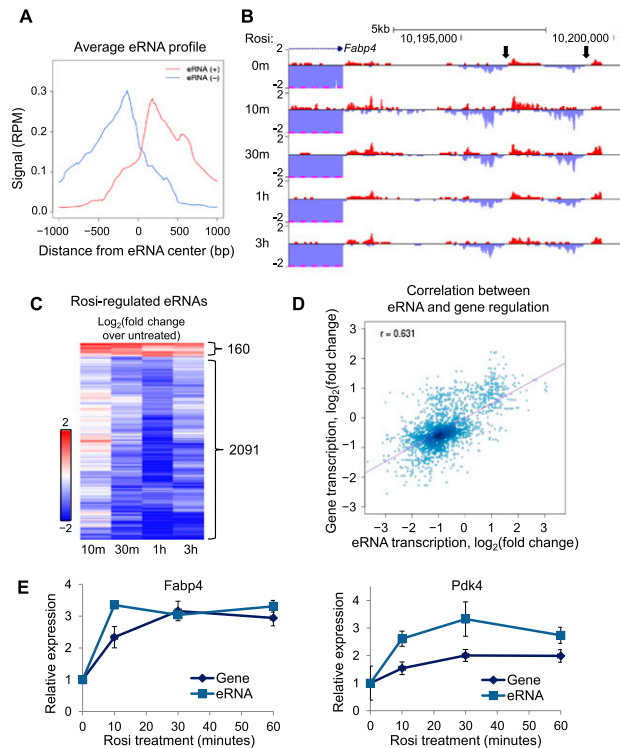 A
Average eRNA profile
eRNA (+)
eRNA (−)
Signal (RPM)
0.3
0.2
0.1
0.0
−1000 −500 0 500 1000
Distance from eRNA center (bp)
B
5kb
Rosi:
10,195,000
10,200,000
Fabp4
2
0m
-2 2
10m
-2 2
30m
-2 2
1h
-2 2
3h
-2
C
Rosi-regulated eRNAs
Log2(fold change
over untreated)
160
2091
2
−2
10m 30m 1h 3h
D
Correlation between
eRNA and gene regulation
r = 0.631
Gene transcription, log2(fold change)
3
2
1
0
−1
−2
−3
−3 −2 −1 0 1 2 3
eRNA transcription, log2(fold change)
E
Fabp4
Relative expression
4
3
2
1
0
0 10 20 30 40 50 60
Rosi treatment (minutes)
Gene
eRNA
Pdk4
Relative expression
4
3
2
1
0
0 10 20 30 40 50 60
Rosi treatment (minutes)
Gene
eRNA